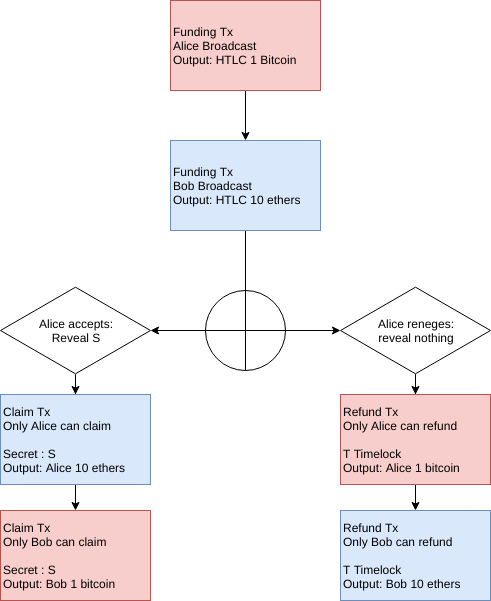 Funding Tx
Alice Broadcast
Output: HTLC 1 Bitcoin
Funding Tx
Bob Broadcast
Output: HTLC 10 ethers
Alice accepts:
Reveal S
Alice reneges:
reveal nothing
Claim Tx
Only Alice can claim
Secret : S
Output: Alice 10 ethers
Refund Tx
Only Alice can refund
T Timelock
Output: Alice 1 bitcoin
Claim Tx
Only Bob can claim
Secret : S
Output: Bob 1 bitcoin
Refund Tx
Only Bob can refund
T Timelock
Output: Bob 10 ethers